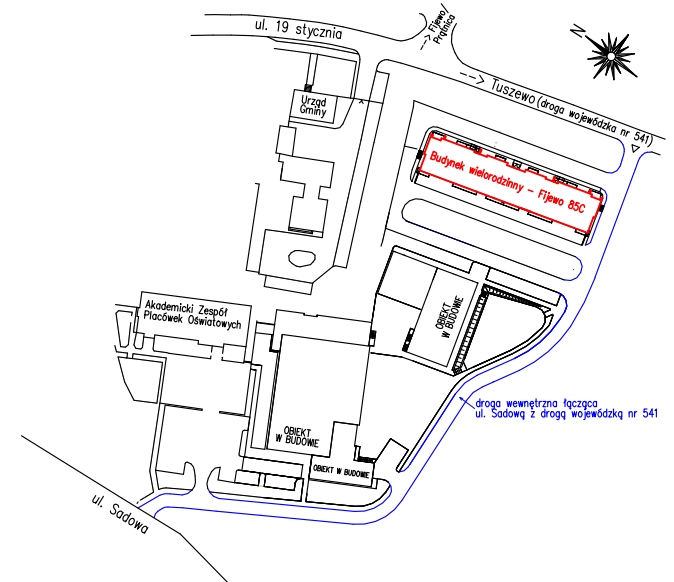 ul. 19 stycznia
--> Fijewo/
Prątnica
N
--> Tuszewo (droga wojewódzka nr 541)
Urząd
Gminy
Budynek wielorodzinny – Fijewo 85C
Akademicki Zespół
Placówek Oświatowych
OBIEKT
W BUDOWIE
droga wewnętrzna łącząca
ul. Sadową z drogą wojewódzką nr 541
OBIEKT
W BUDOWIE
OBIEKT W BUDOWIE
ul. Sadowa